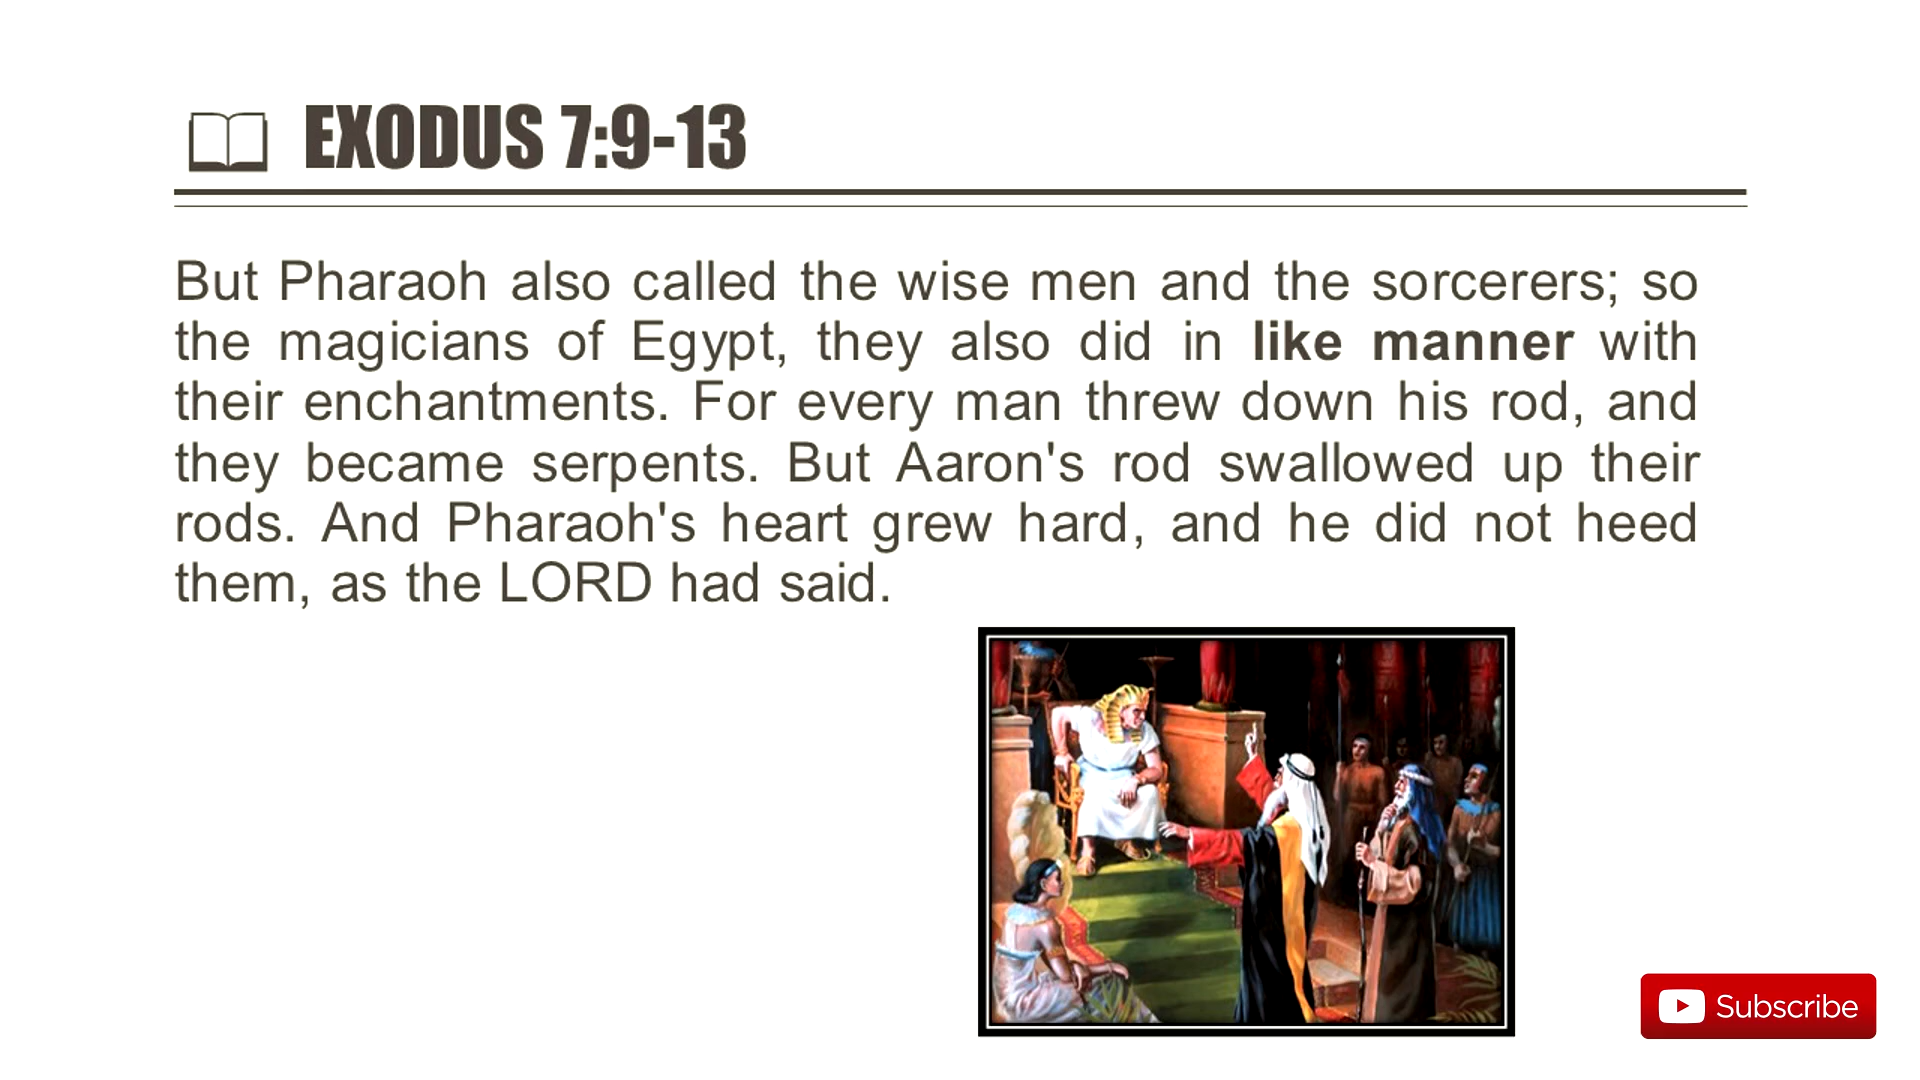 EXODUS 7:9-13
But Pharaoh also called the wise men and the sorcerers; so
the magicians of Egypt, they also did in like manner with
their enchantments. For every man threw down his rod, and
they became serpents. But Aaron's rod swallowed up their
rods. And Pharaoh's heart grew hard, and he did not heed
them, as the LORD had said.
Subscribe